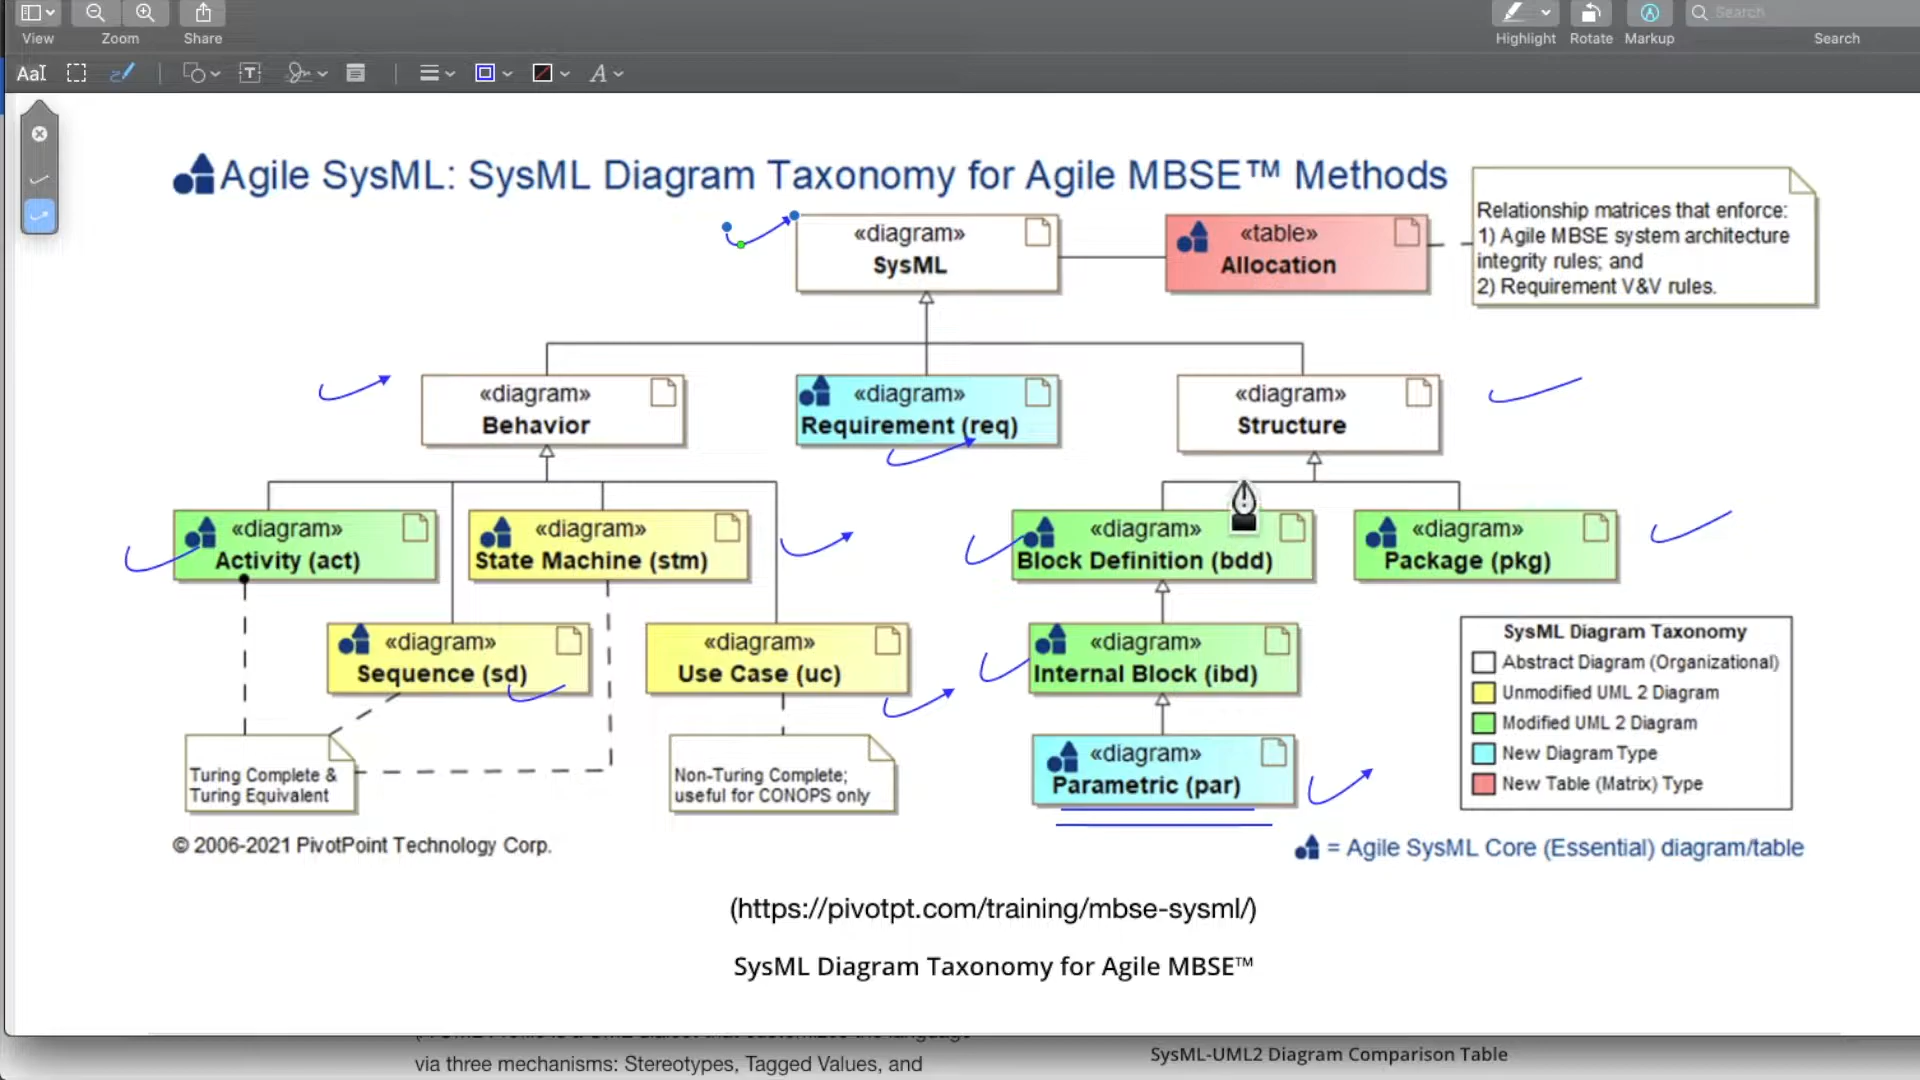 View
Zoom
Share
Highlight
Rotate
Markup
Search
Search
AaI
T
A
Agile SysML: SysML Diagram Taxonomy for Agile MBSE™ Methods
«diagram»
SysML
«table»
Allocation
Relationship matrices that enforce:
1) Agile MBSE system architecture
integrity rules; and
2) Requirement V&V rules.
«diagram»
Behavior
«diagram»
Requirement (req)
«diagram»
Structure
«diagram»
Activity (act)
«diagram»
State Machine (stm)
«diagram»
Block Definition (bdd)
«diagram»
Package (pkg)
«diagram»
Sequence (sd)
«diagram»
Use Case (uc)
«diagram»
Internal Block (ibd)
SysML Diagram Taxonomy
Abstract Diagram (Organizational)
Unmodified UML 2 Diagram
Modified UML 2 Diagram
New Diagram Type
New Table (Matrix) Type
Turing Complete &
Turing Equivalent
Non-Turing Complete;
useful for CONOPS only
«diagram»
Parametric (par)
© 2006-2021 PivotPoint Technology Corp.
= Agile SysML Core (Essential) diagram/table
(https://pivotpt.com/training/mbse-sysml/)
SysML Diagram Taxonomy for Agile MBSE™
via three mechanisms: Stereotypes, Tagged Values, and
SysML-UML2 Diagram Comparison Table